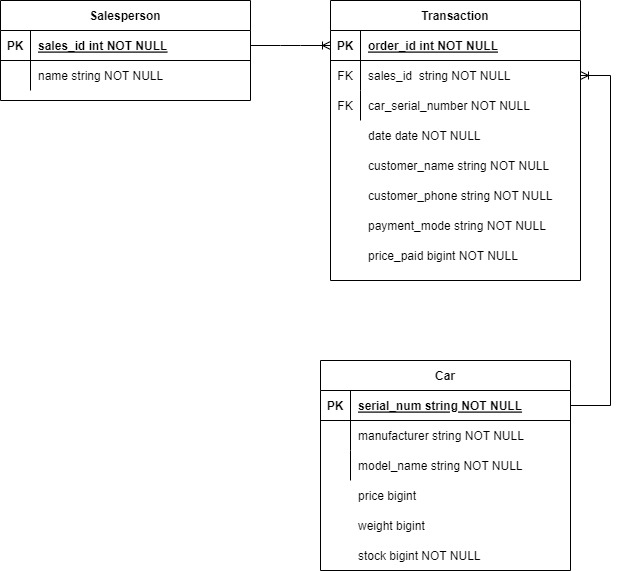 Salesperson
PK sales_id int NOT NULL
name string NOT NULL
Transaction
PK order_id int NOT NULL
FK sales_id  string NOT NULL
FK car_serial_number NOT NULL
date date NOT NULL
customer_name string NOT NULL
customer_phone string NOT NULL
payment_mode string NOT NULL
price_paid bigint NOT NULL
Car
PK serial_num string NOT NULL
manufacturer string NOT NULL
model_name string NOT NULL
price bigint
weight bigint
stock bigint NOT NULL